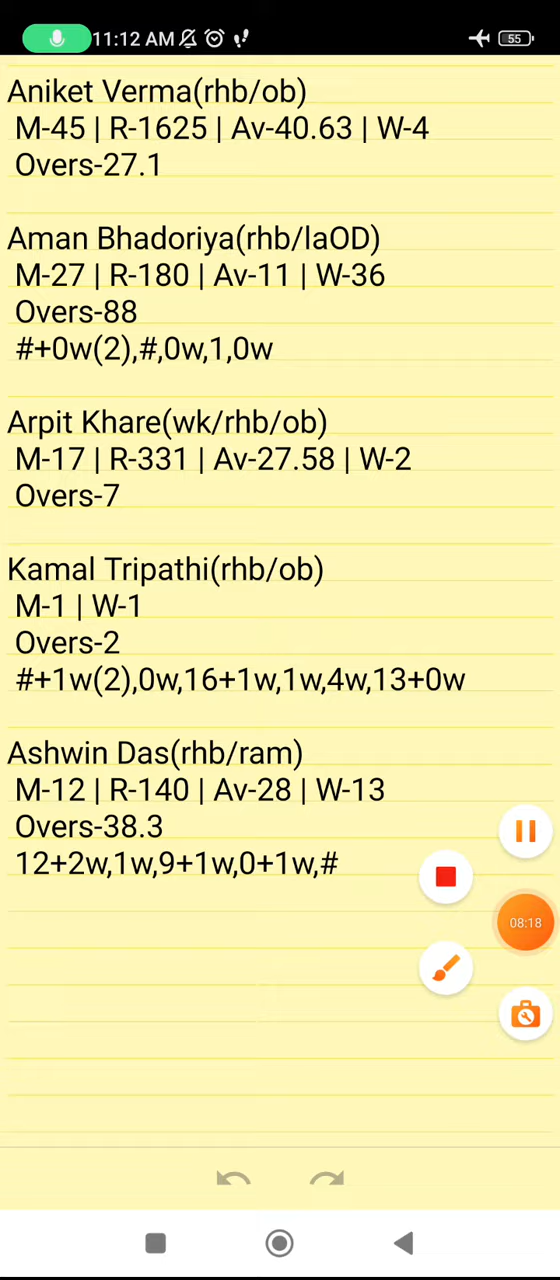 11:12 AM
55
Aniket Verma(rhb/ob)
M-45 | R-1625 | Av-40.63 | W-4
Overs-27.1
Aman Bhadoriya(rhb/laOD)
M-27 | R-180 | Av-11 | W-36
Overs-88
#+0w(2),#,0w,1,0w
Arpit Khare(wk/rhb/ob)
M-17 | R-331 | Av-27.58 | W-2
Overs-7
Kamal Tripathi(rhb/ob)
M-1 | W-1
Overs-2
#+1w(2),0w,16+1w,1w,4w,13+0w
Ashwin Das(rhb/ram)
M-12 | R-140 | Av-28 | W-13
Overs-38.3
12+2w,1w,9+1w,0+1w,#
08:18